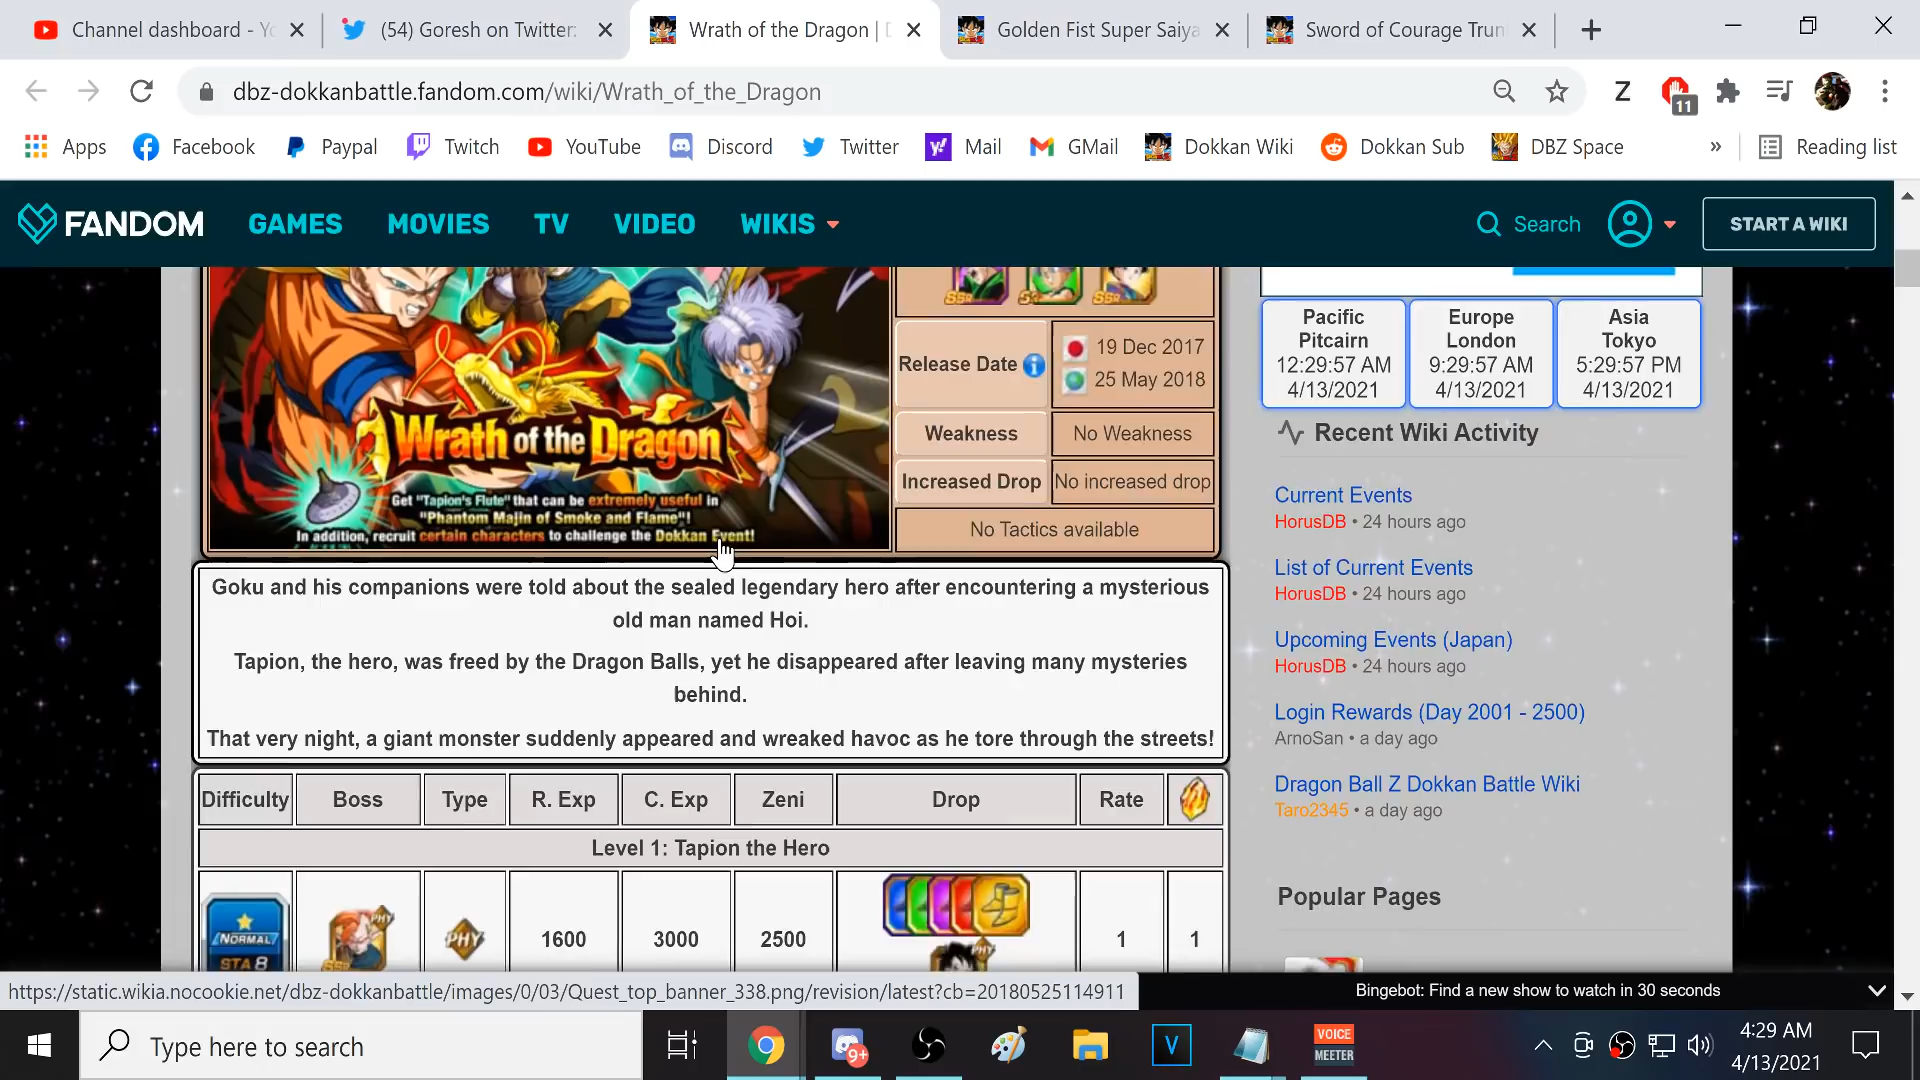 Channel dashboard - Yo
(54) Goresh on Twitter:
Wrath of the Dragon | D
Golden Fist Super Saiya
Sword of Courage Trun
dbz-dokkanbattle.fandom.com/wiki/Wrath_of_the_Dragon
Z
11
Apps
Facebook
Paypal
Twitch
YouTube
Discord
Twitter
Mail
GMail
Dokkan Wiki
Dokkan Sub
DBZ Space
»
Reading list
FANDOM
GAMES
MOVIES
TV
VIDEO
WIKIS
Search
START A WIKI
SSR
SSR
Release Date
19 Dec 2017
25 May 2018
Weakness
No Weakness
Increased Drop
No increased drop
No Tactics available
Wrath of the Dragon
Get "Tapion's Flute" that can be extremely useful in
"Phantom Majin of Smoke and Flame"!
In addition, recruit certain characters to challenge the Dokkan Event!
Pacific
Pitcairn
12:29:57 AM
4/13/2021
Europe
London
9:29:57 AM
4/13/2021
Asia
Tokyo
5:29:57 PM
4/13/2021
Recent Wiki Activity
Current Events
HorusDB • 24 hours ago
List of Current Events
HorusDB • 24 hours ago
Upcoming Events (Japan)
HorusDB • 24 hours ago
Login Rewards (Day 2001 - 2500)
ArnoSan • a day ago
Dragon Ball Z Dokkan Battle Wiki
Taro2345 • a day ago
Popular Pages
Goku and his companions were told about the sealed legendary hero after encountering a mysterious
old man named Hoi.
Tapion, the hero, was freed by the Dragon Balls, yet he disappeared after leaving many mysteries
behind.
That very night, a giant monster suddenly appeared and wreaked havoc as he tore through the streets!
Difficulty
Boss
Type
R. Exp
C. Exp
Zeni
Drop
Rate
Level 1: Tapion the Hero
NORMAL
STA 8
PHY
SSR
PHY
1600
3000
2500
PHY
1
1
https://static.wikia.nocookie.net/dbz-dokkanbattle/images/0/03/Quest_top_banner_338.png/revision/latest?cb=20180525114911
Bingebot: Find a new show to watch in 30 seconds
Type here to search
9+
V
VOICE
MEETER
4:29 AM
4/13/2021